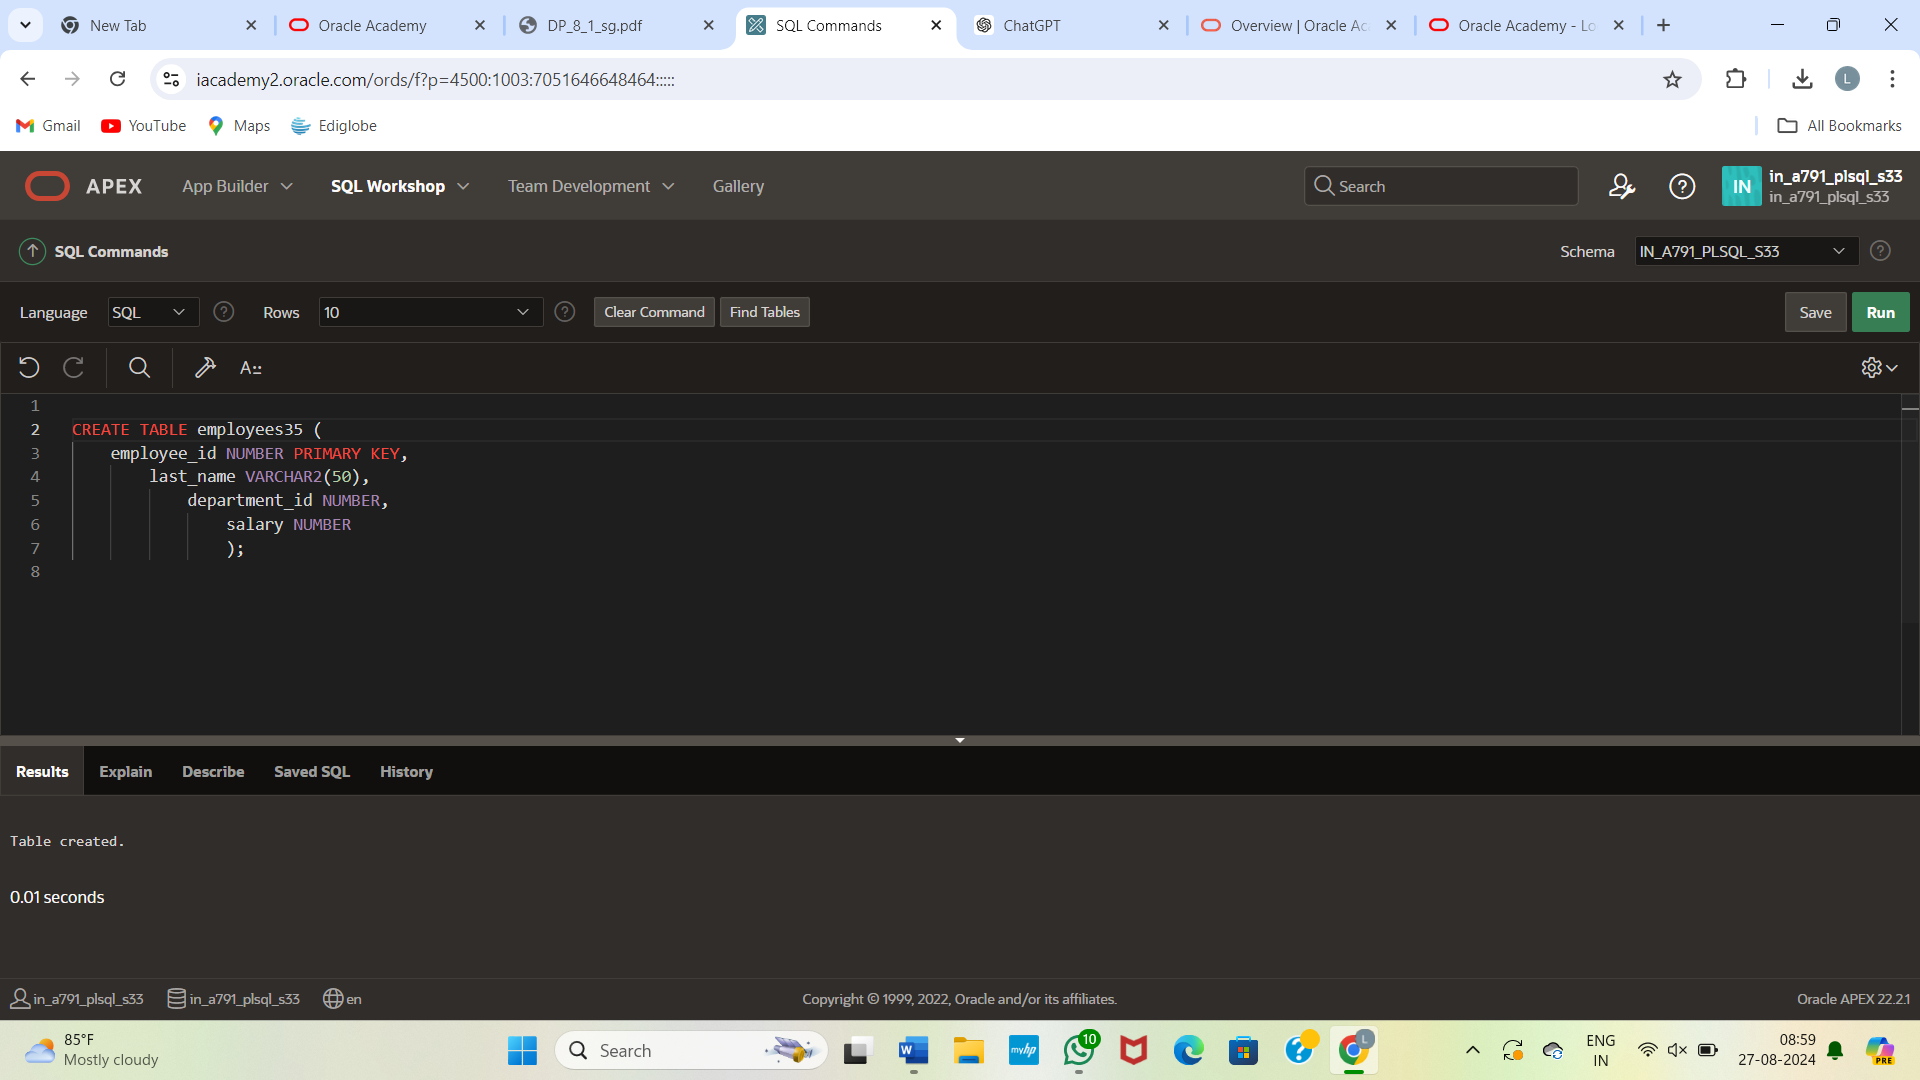 New Tab
Oracle Academy
DP_8_1_sg.pdf
SQL Commands
ChatGPT
Overview | Oracle Ac
Oracle Academy - Lo
iacademy2.oracle.com/ords/f?p=4500:1003:7051646648464:::::
L
Gmail
YouTube
Maps
Ediglobe
All Bookmarks
APEX
App Builder
SQL Workshop
Team Development
Gallery
Search
IN
in_a791_plsql_s33
in_a791_plsql_s33
SQL Commands
Schema
IN_A791_PLSQL_S33
Language
SQL
Rows
10
Clear Command
Find Tables
Save
Run
A::
1
2 CREATE TABLE employees35 (
3 employee_id NUMBER PRIMARY KEY,
4 last_name VARCHAR2(50),
5 department_id NUMBER,
6 salary NUMBER
7 );
8
Results
Explain
Describe
Saved SQL
History
Table created.
0.01 seconds
in_a791_plsql_s33
in_a791_plsql_s33
en
Copyright © 1999, 2022, Oracle and/or its affiliates.
Oracle APEX 22.2.1
85°F
Mostly cloudy
Search
W
myhp
10
L
ENG
IN
08:59
27-08-2024
PRE